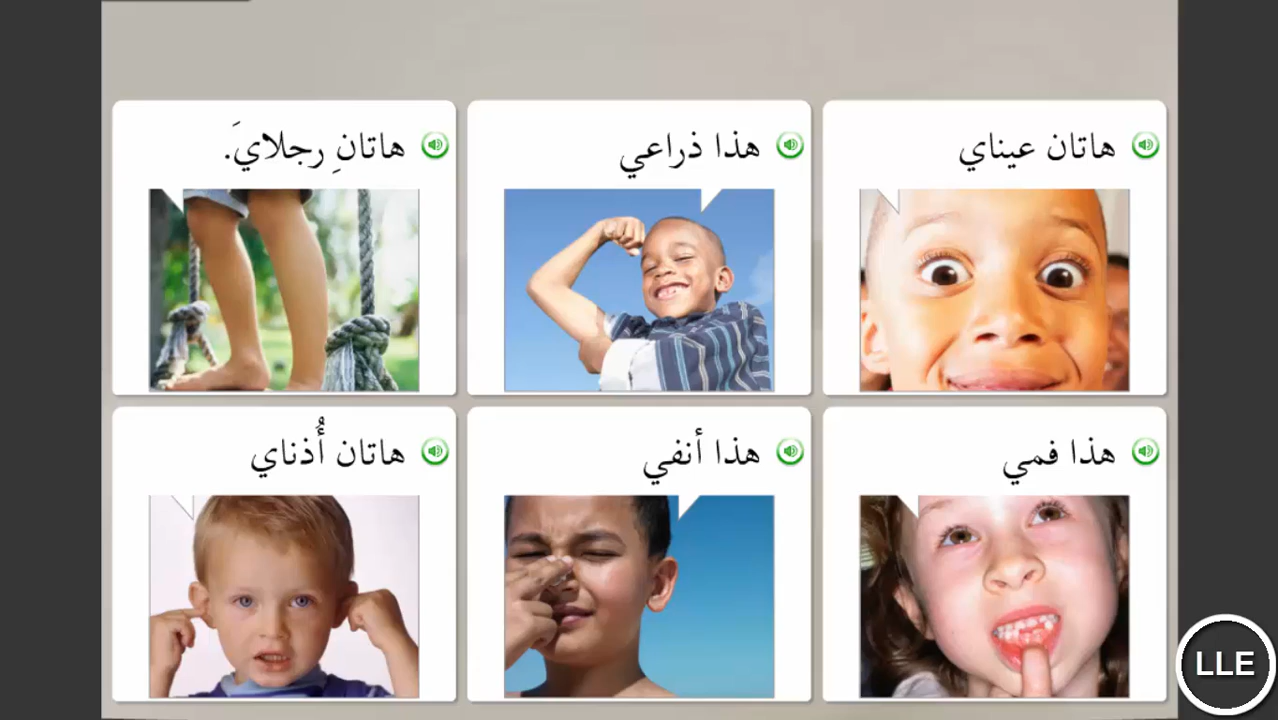 هاتان عيناي
هذا ذراعي
هاتانِ رجلايَ.
هذا فمي
هذا أنفي
هاتان أُذناي
LLE